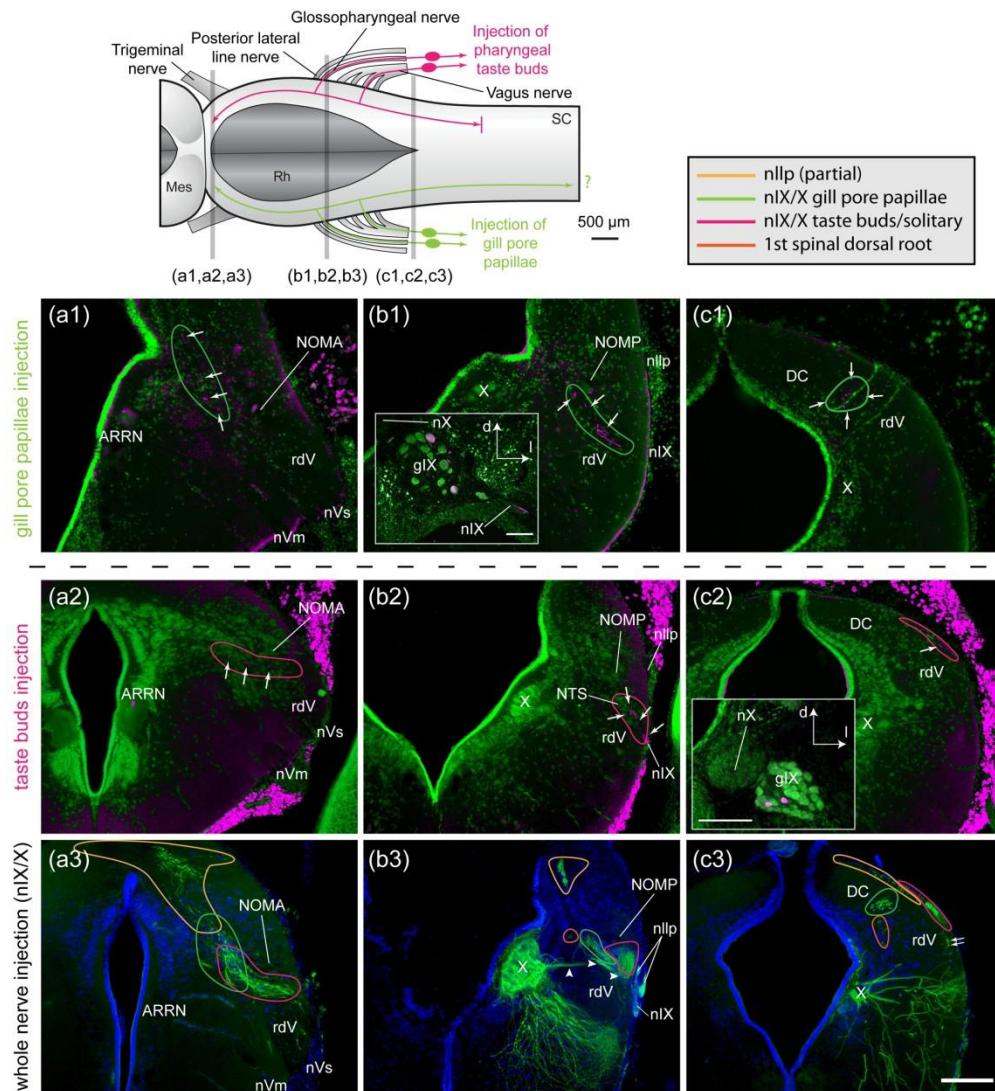 Glossopharyngeal nerve
Posterior lateral
line nerve
Trigeminal
nerve
Injection of
pharyngeal
taste buds
Vagus nerve
SC
Mes
Rh
?
Injection of
gill pore
papillae
500 µm
(a1,a2,a3)
(b1,b2,b3)
(c1,c2,c3)
nllp (partial)
nIX/X gill pore papillae
nIX/X taste buds/solitary
1st spinal dorsal root
gill pore papillae injection
(a1)
NOMA
ARRN
rdV
nVs
nVm
(b1)
NOMP
nllp
X
nX
d
l
gIX
nIX
rdV
nIX
(c1)
DC
rdV
X
taste buds injection
(a2)
NOMA
ARRN
rdV
nVs
nVm
(b2)
NOMP
nllp
NTS
X
rdV
nIX
(c2)
DC
rdV
X
nX
d
l
gIX
whole nerve injection (nIX/X)
(a3)
NOMA
ARRN
rdV
nVs
nVm
(b3)
NOMP
nllp
X
rdV
nIX
(c3)
DC
rdV
X